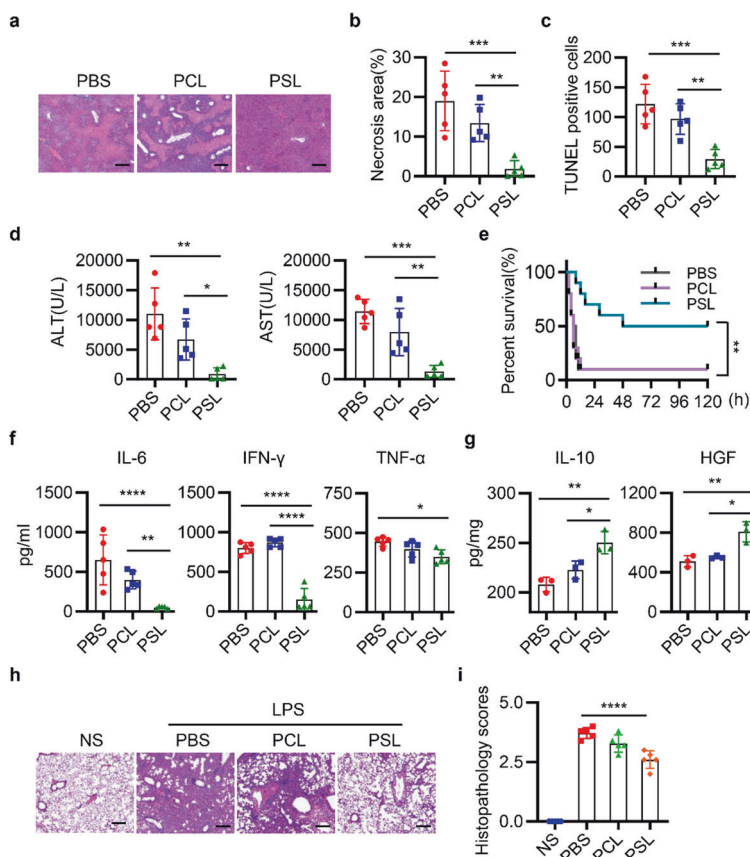 a
PBS PCL PSL
b
Necrosis area(%)
30
20
10
0
***
**
PBS PCL PSL
c
TUNEL positive cells
200
150
100
50
0
***
**
PBS PCL PSL
d
ALT(U/L)
20000
15000
10000
5000
0
**
*
PBS PCL PSL
AST(U/L)
20000
15000
10000
5000
0
***
**
PBS PCL PSL
e
Percent survival(%)
100
50
0
PBS
PCL
PSL
**
0 24 48 72 96 120 (h)
f
IL-6
pg/ml
1500
1000
500
0
****
**
PBS PCL PSL
IFN-γ
1500
1000
500
0
****
****
PBS PCL PSL
TNF-α
750
500
250
0
*
PBS PCL PSL
g
IL-10
pg/mg
250
200
**
*
PBS PCL PSL
HGF
1200
800
400
0
**
*
PBS PCL PSL
h
LPS
NS PBS PCL PSL
i
Histopathology scores
5.0
2.5
0.0
****
NS PBS PCL PSL